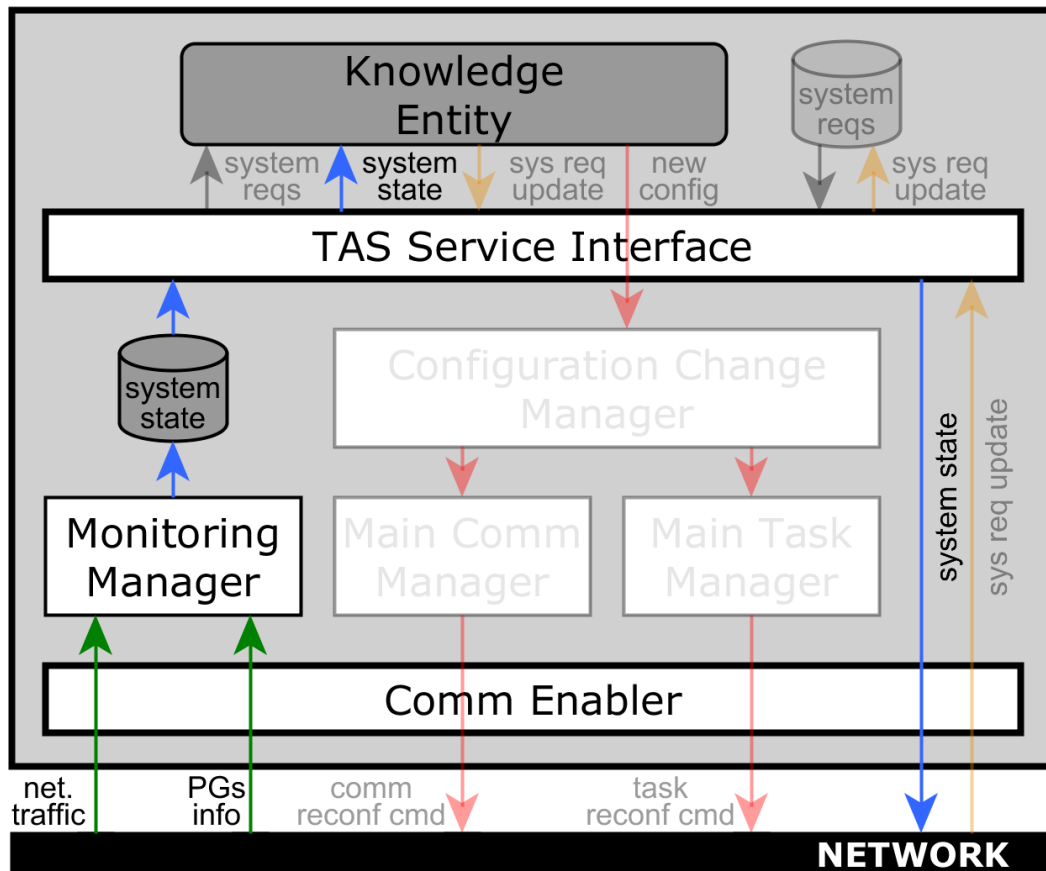 Knowledge
Entity
system
reqs
system
reqs
system
state
sys req
update
new
config
sys req
update
TAS Service Interface
system
state
Configuration Change
Manager
system state
sys req update
Monitoring
Manager
Main Comm
Manager
Main Task
Manager
Comm Enabler
net.
traffic
PGs
info
comm
reconf cmd
task
reconf cmd
NETWORK